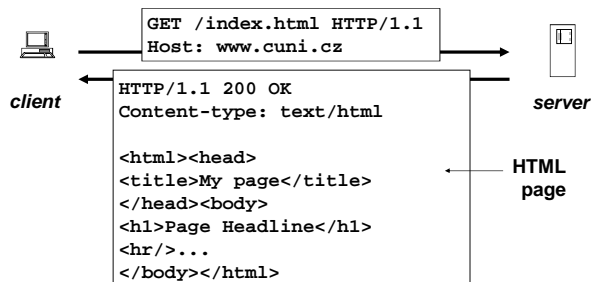 GET /index.html HTTP/1.1
Host: www.cuni.cz
client
server
HTTP/1.1 200 OK
Content-type: text/html
<html><head>
<title>My page</title>
</head><body>
<h1>Page Headline</h1>
<hr/>...
</body></html>
HTML
page